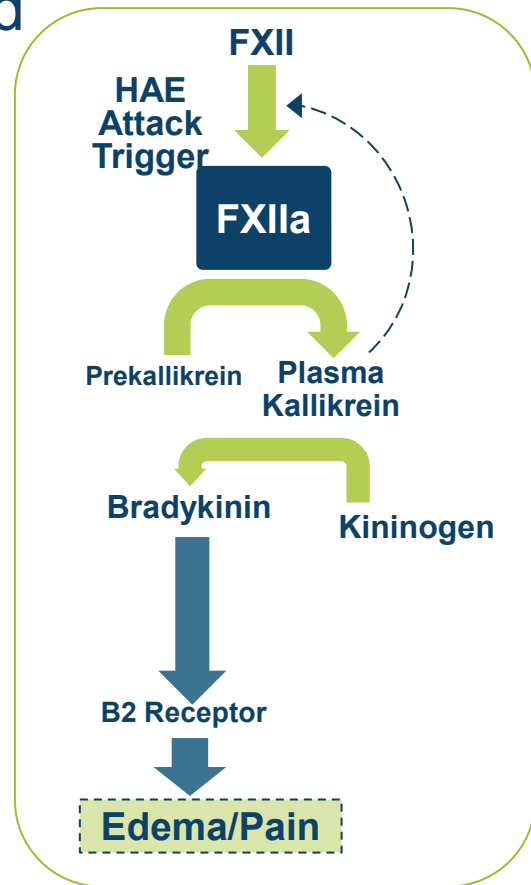 d
FXII
HAE
Attack
Trigger
FXIIa
Prekallikrein
Plasma
Kallikrein
Bradykinin
Kininogen
B2 Receptor
Edema/Pain